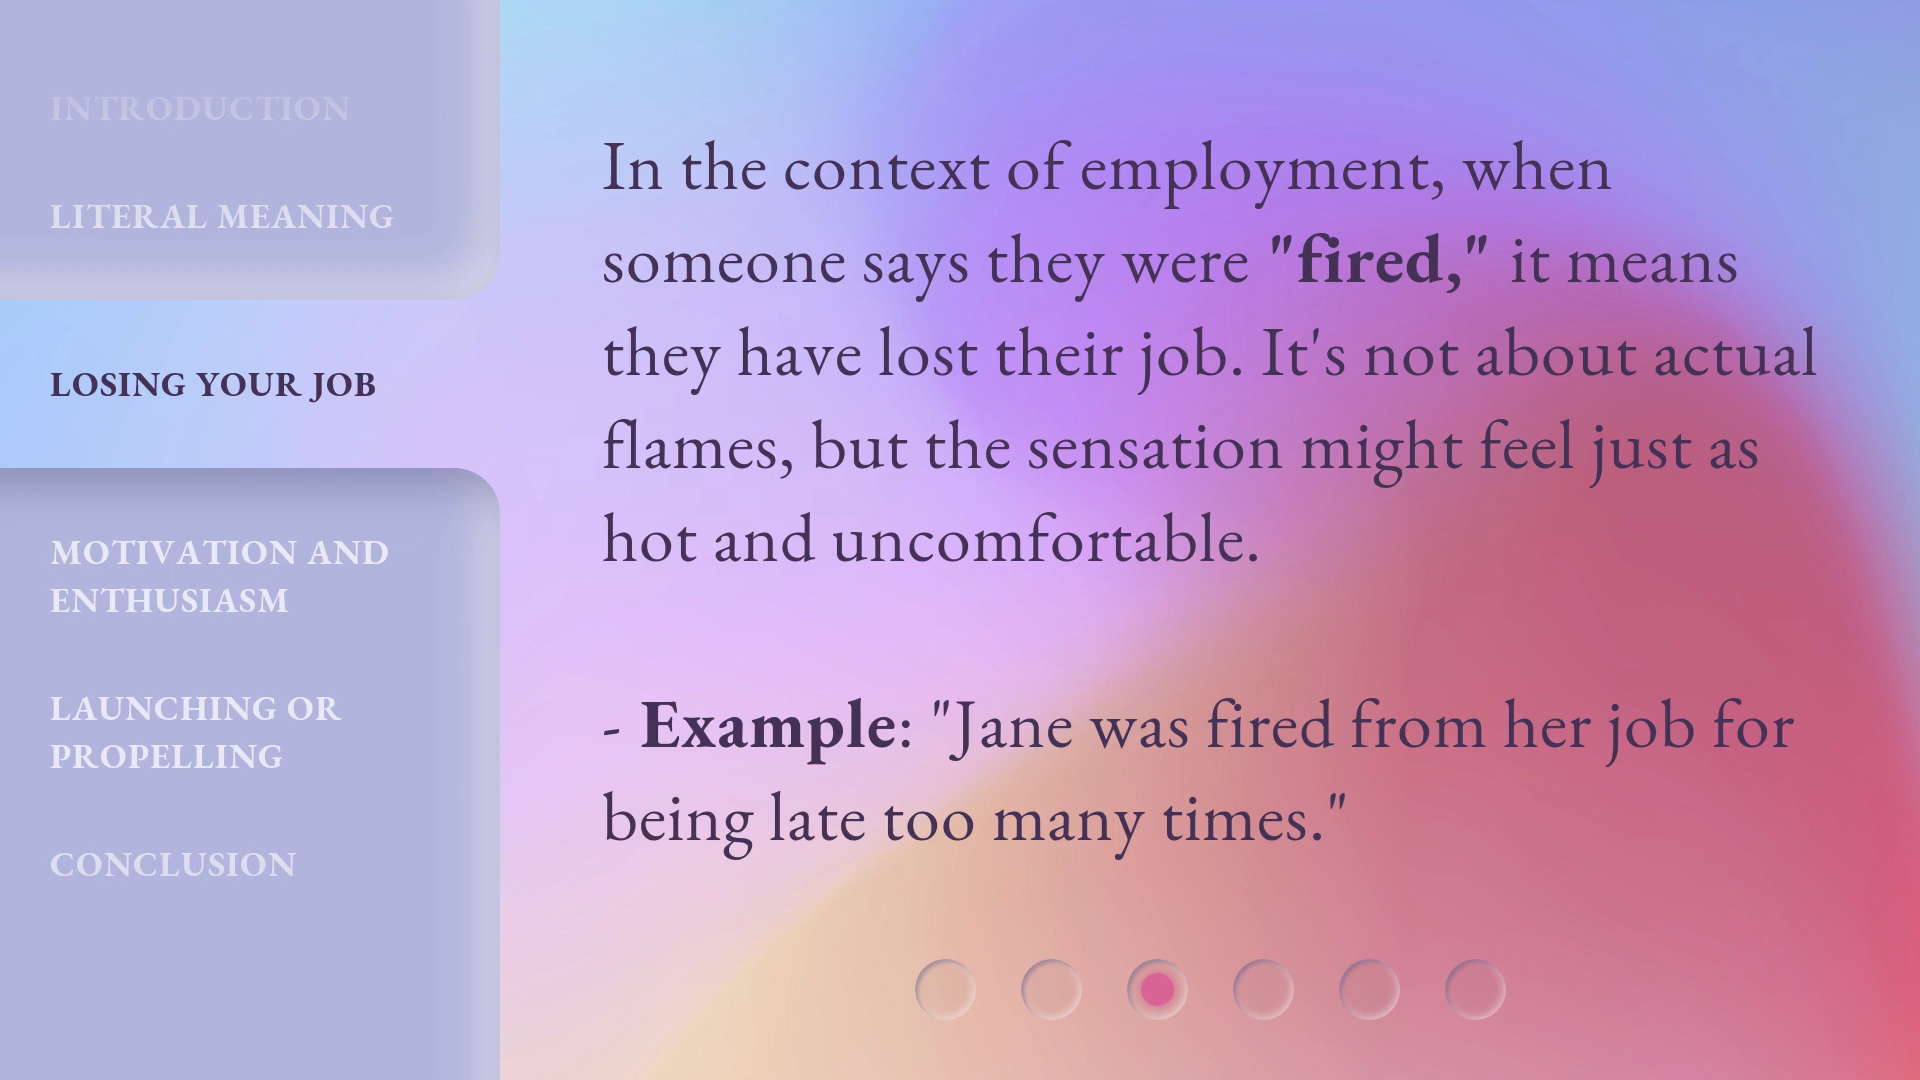 INTRODUCTION
LITERAL MEANING
LOSING YOUR JOB
MOTIVATION AND
ENTHUSIASM
LAUNCHING OR
PROPELLING
CONCLUSION
In the context of employment, when
someone says they were "fired," it means
they have lost their job. It's not about actual
flames, but the sensation might feel just as
hot and uncomfortable.
- Example: "Jane was fired from her job for
being late too many times."